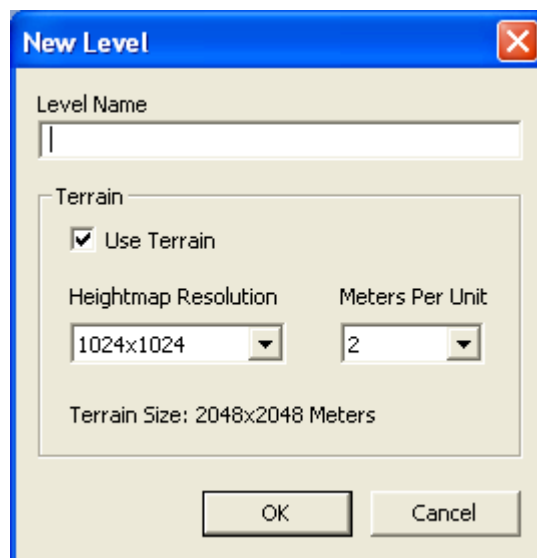 New Level
Level Name
Terrain
Use Terrain
Heightmap Resolution Meters Per Unit
1024x1024 2
Terrain Size: 2048x2048 Meters
OK Cancel